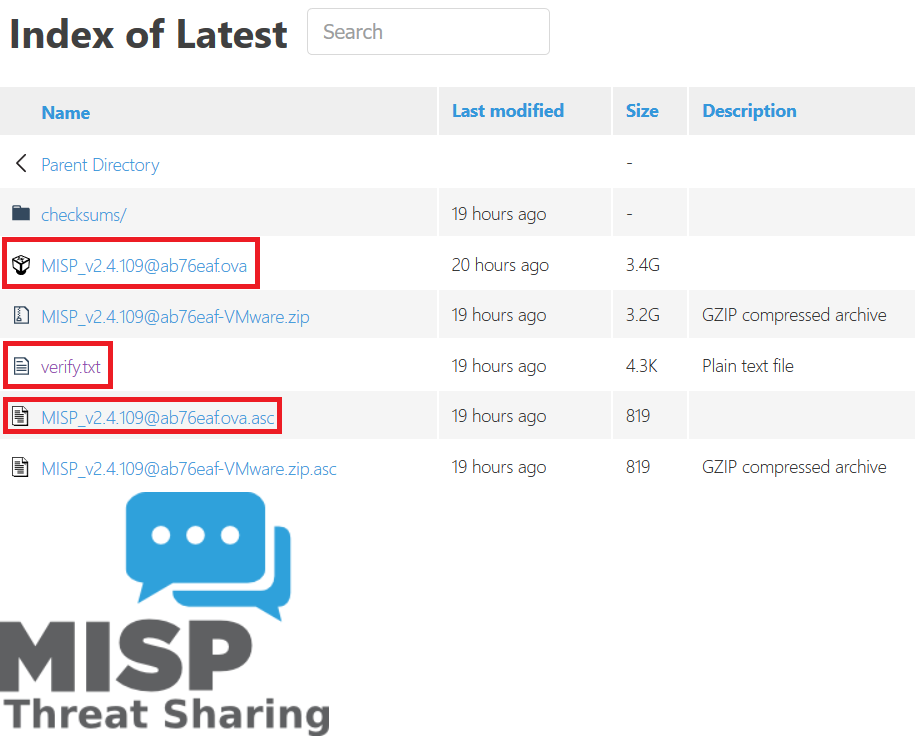 Index of Latest Search
Name Last modified Size Description
Parent Directory -
checksums/ 19 hours ago -
MISP_v2.4.109@ab76eaf.ova 20 hours ago 3.4G
MISP_v2.4.109@ab76eaf-VMware.zip 19 hours ago 3.2G GZIP compressed archive
verify.txt 19 hours ago 4.3K Plain text file
MISP_v2.4.109@ab76eaf.ova.asc 19 hours ago 819
MISP_v2.4.109@ab76eaf-VMware.zip.asc 19 hours ago 819 GZIP compressed archive
MISP
Threat Sharing